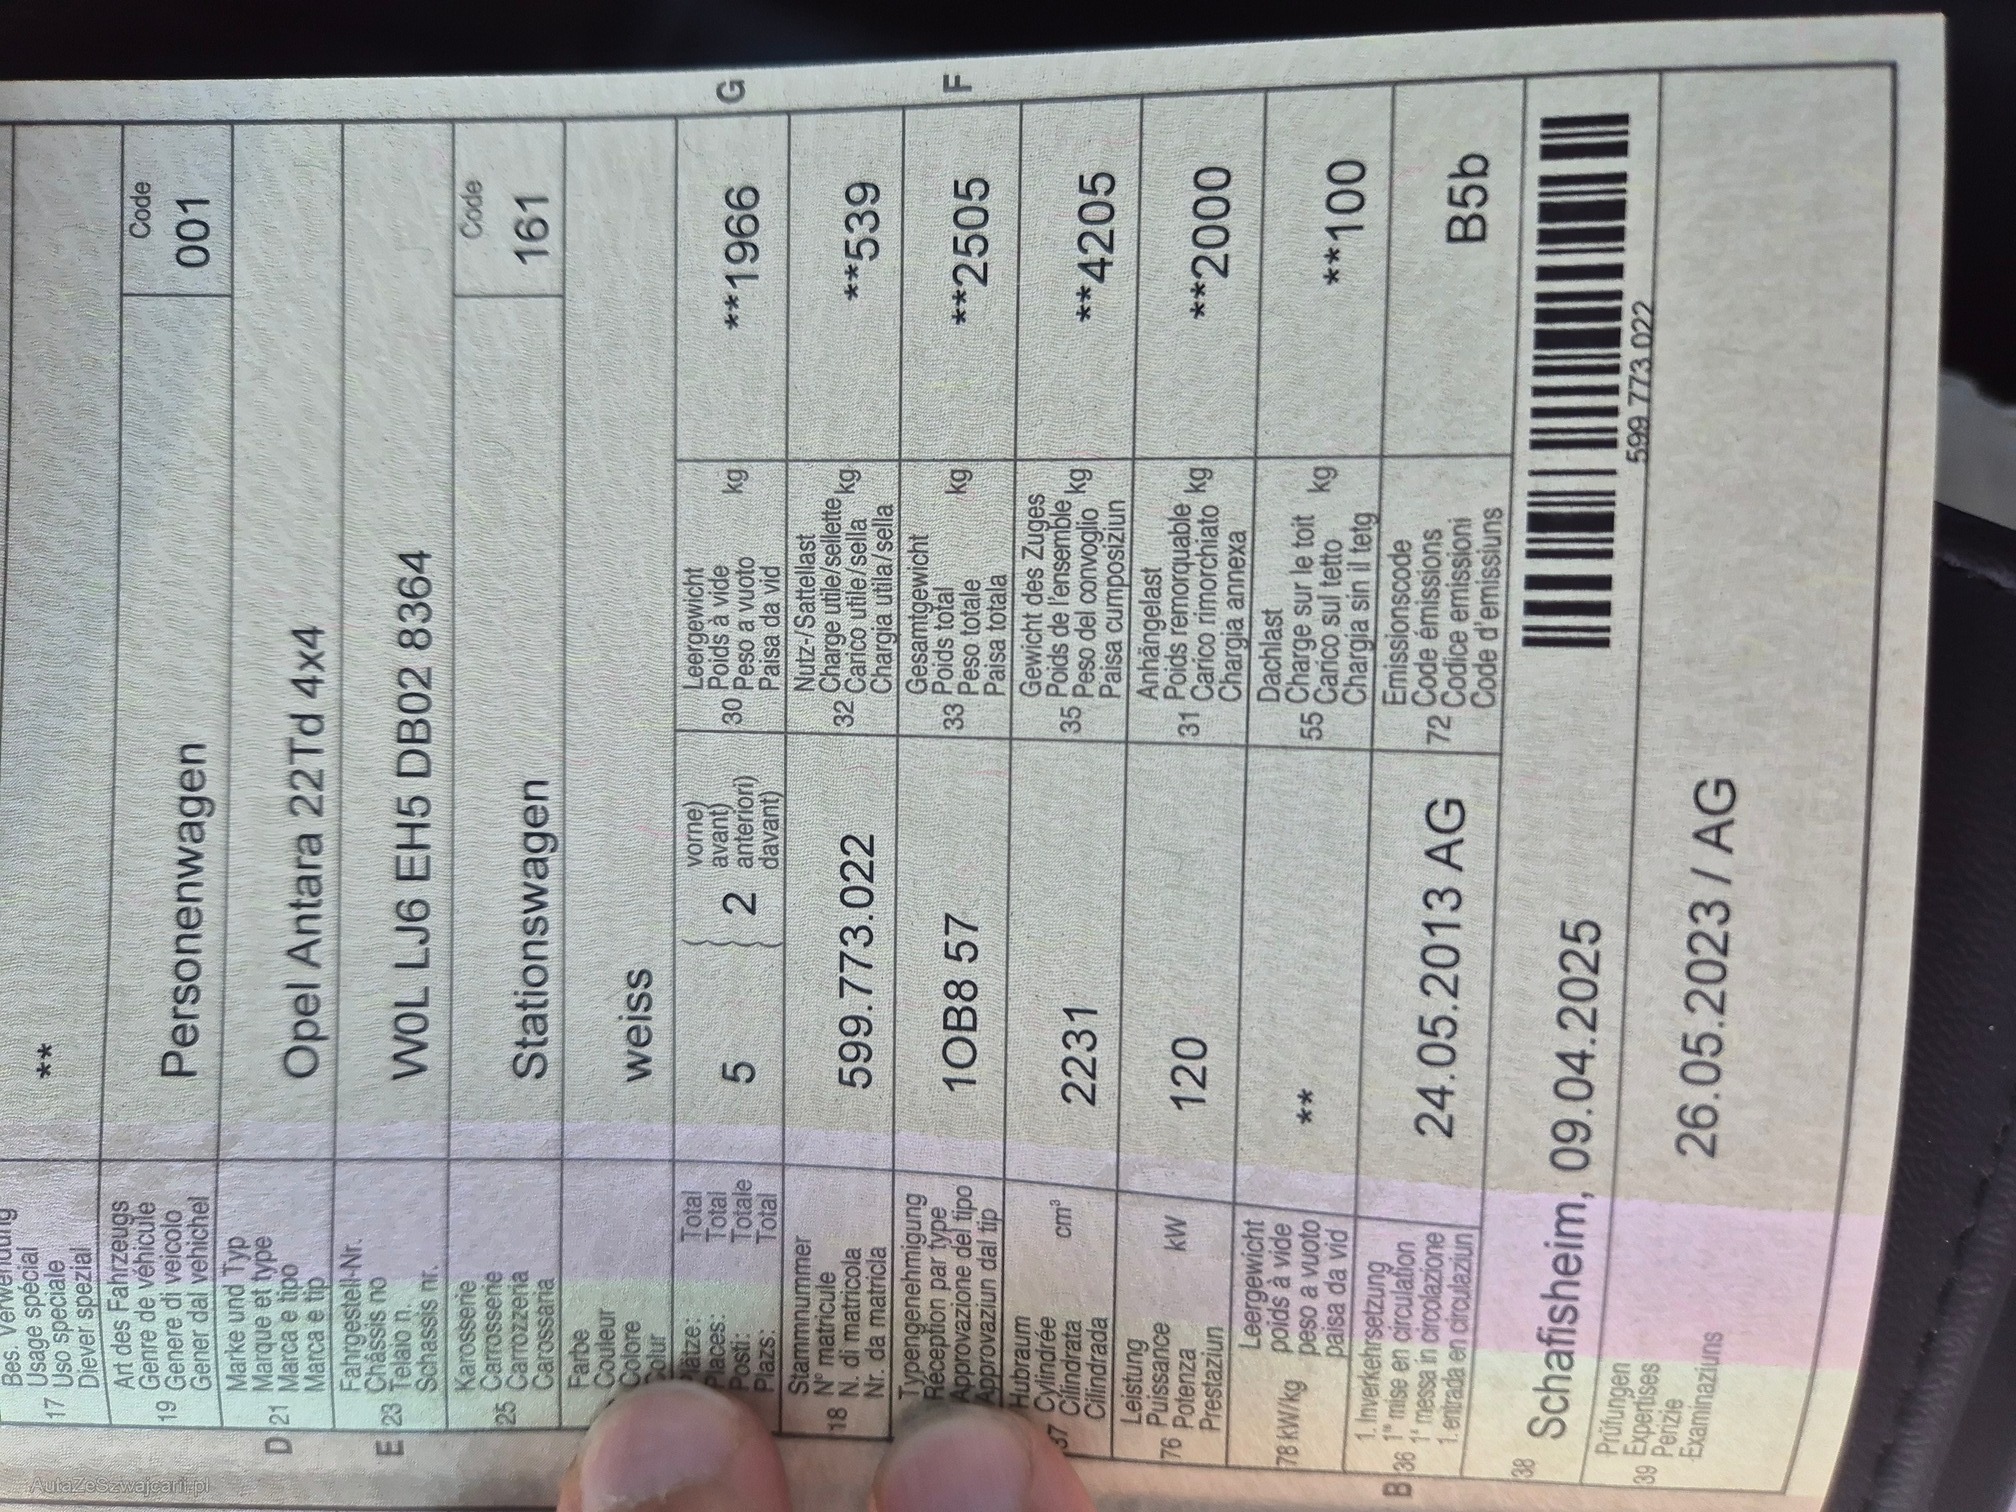 Bes. Verwendung
17 Usage spécial
Uso speciale
Diever spezial
**
Art des Fahrzeugs
19 Genre de véhicule
Genere di veicolo
Gener dal vehichel
Personenwagen
Code
001
Marke und Typ
D 21 Marque et type
Marca e tipo
Marca e tip
Opel Antara 22Td 4x4
Fahrgestell-Nr.
E 23 Châssis no
Telaio n.
Schassis nr.
W0L LJ6 EH5 DB02 8364
Karosserie
25 Carrosserie
Carrozzeria
Carossaria
Stationswagen
Code
161
Farbe
Couleur
Colore
Colur
weiss
Plätze: Total
Places: Total
Posti: Totale
Plazs: Total
5
2
vorne)
avant)
anteriori)
davant)
Leergewicht
30 Poids à vide
Peso a vuoto kg
Paisa da vid
**1966
G
Stammnummer
18 N° matricule
N. di matricola
Nr. da matricla
599.773.022
Nutz-/Sattellast
32 Charge utile/sellette kg
Carico utile/sella
Chargia utila/sella
**539
Typengenehmigung
Réception par type
Approvazione del tipo
Approvaziun dal tip
1OB8 57
Gesamtgewicht
33 Poids total
Peso totale kg
Paisa totala
**2505
F
Hubraum
37 Cylindrée cm³
Cilindrata
Cilindrada
2231
Gewicht des Zuges
35 Poids de l'ensemble kg
Peso del convoglio
Paisa cumposiziun
**4205
Leistung
76 Puissance kW
Potenza
Prestaziun
120
Anhängelast
31 Poids remorquable kg
Carico rimorchiato
Chargia annexa
**2000
Leergewicht
78 kW/kg poids à vide
peso a vuoto
paisa da vid
**
Dachlast
55 Charge sur le toit kg
Carico sul tetto
Chargia sin il tetg
**100
1. Inverkehrsetzung
B 36 1re mise en circulation
1a messa in circolazione
1. entrada en circulaziun
24.05.2013 AG
Emissionscode
72 Code émissions
Codice emissioni
Code d'emissiuns
B5b
38 Schafisheim, 09.04.2025
599 773 022
Prüfungen
39 Expertises
Perizie
Examinaziuns
26.05.2023 / AG
AutaZeSzwajcarii.pl